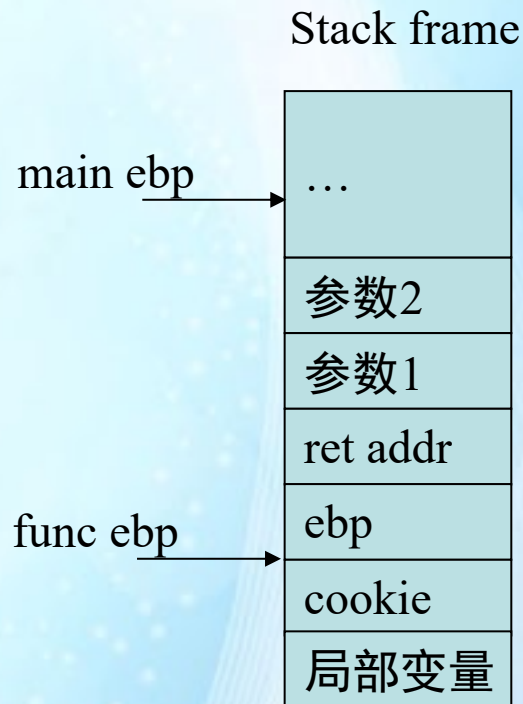 Stack frame
main ebp
…
参数2
参数1
ret addr
func ebp
ebp
cookie
局部变量